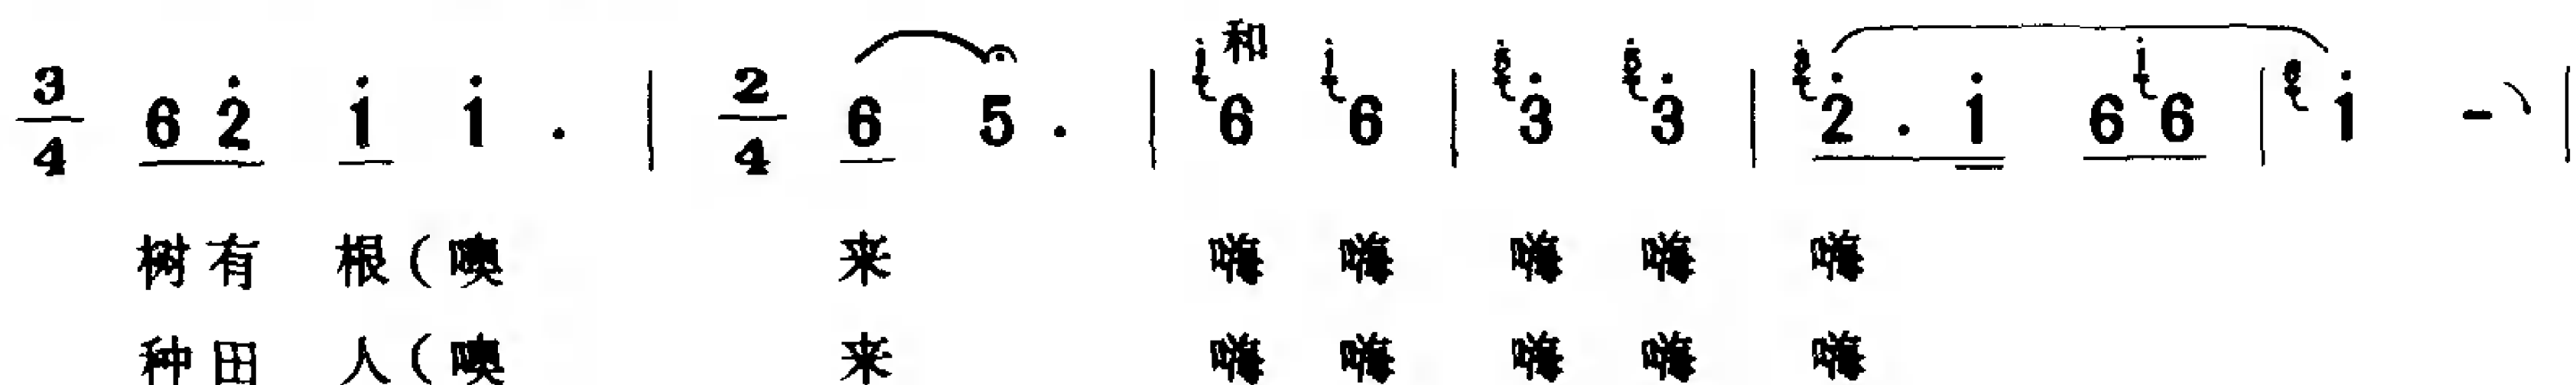 和
3/4 6 2̇ 1̇ 1̇ . | 2/4 6 5 . | 6 6 | 3̇ 3̇ | 2̇ . 1̇ 6 6 | 1̇ - |
树有 根(噢 来 嗨 嗨 嗨 嗨 嗨
种田 人(噢 来 嗨 嗨 嗨 嗨 嗨